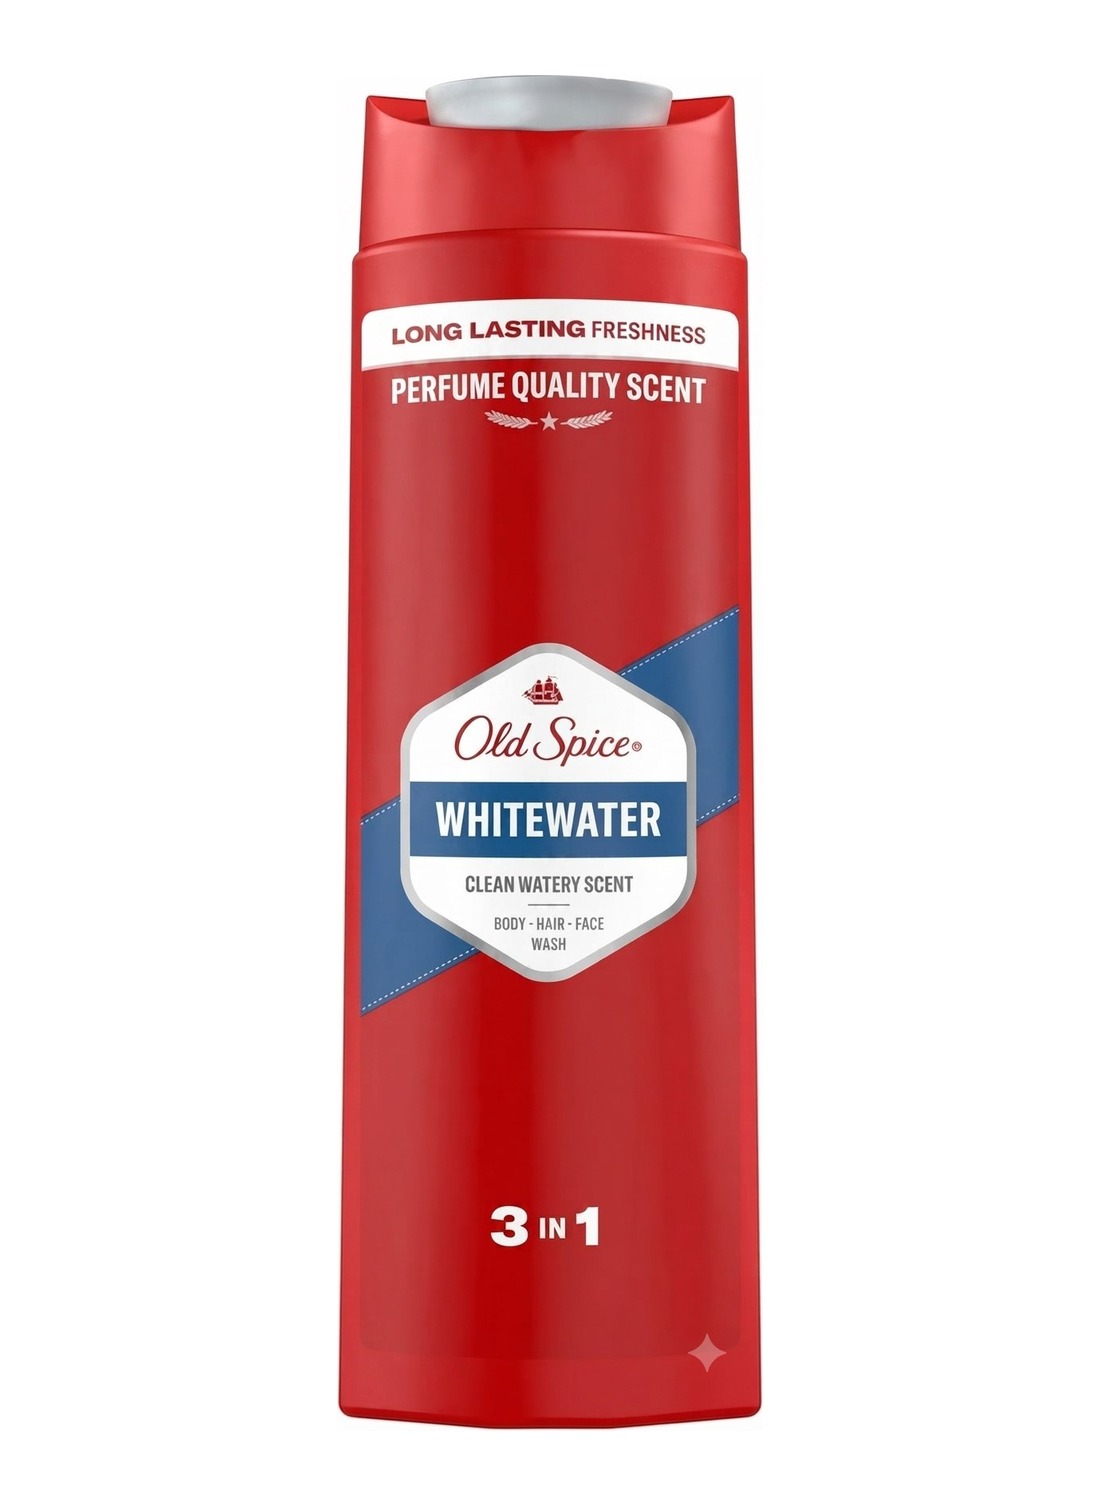 LONG LASTING FRESHNESS
PERFUME QUALITY SCENT
Old Spice
WHITEWATER
CLEAN WATERY SCENT
BODY - HAIR - FACE
WASH
3 IN 1